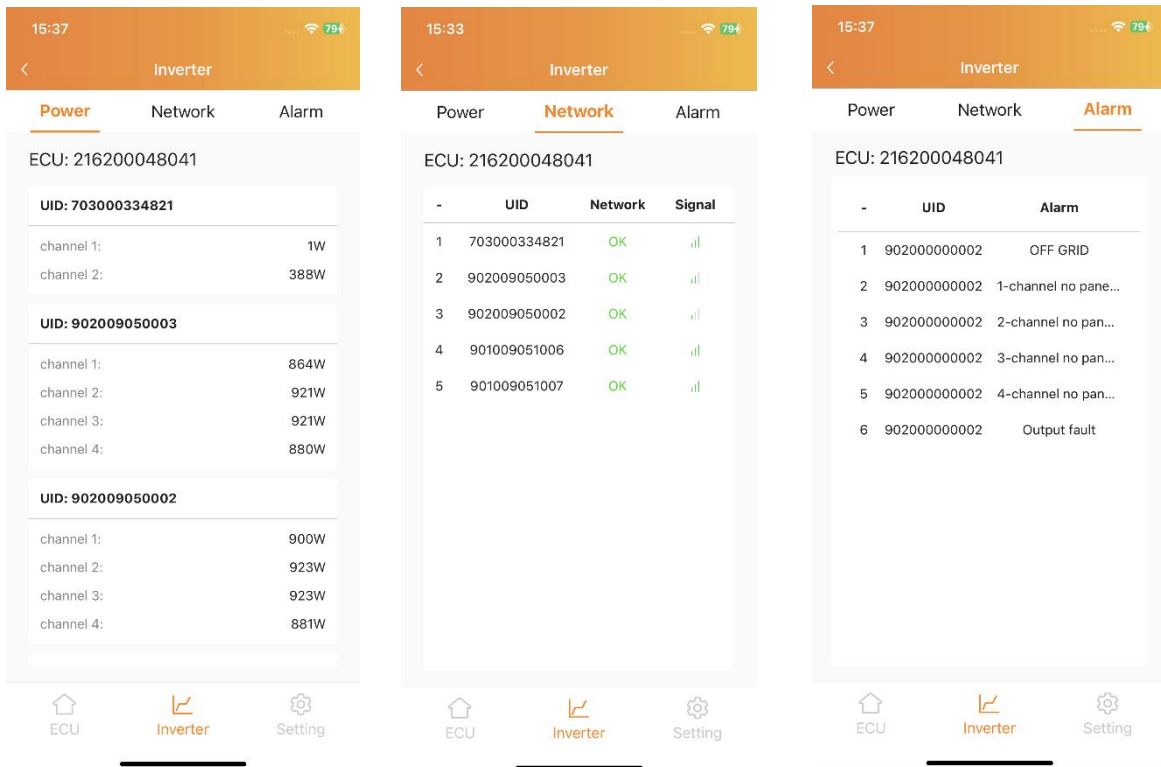 15:37
79
Inverter
Power Network Alarm
ECU: 216200048041
UID: 703000334821
channel 1: 1W
channel 2: 388W
UID: 902009050003
channel 1: 864W
channel 2: 921W
channel 3: 921W
channel 4: 880W
UID: 902009050002
channel 1: 900W
channel 2: 923W
channel 3: 923W
channel 4: 881W
ECU Inverter Setting
15:33
79
Inverter
Power Network Alarm
ECU: 216200048041
- UID Network Signal
1 703000334821 OK
2 902009050003 OK
3 902009050002 OK
4 901009051006 OK
5 901009051007 OK
ECU Inverter Setting
15:37
79
Inverter
Power Network Alarm
ECU: 216200048041
- UID Alarm
1 902000000002 OFF GRID
2 902000000002 1-channel no pane...
3 902000000002 2-channel no pan...
4 902000000002 3-channel no pan...
5 902000000002 4-channel no pan...
6 902000000002 Output fault
ECU Inverter Setting